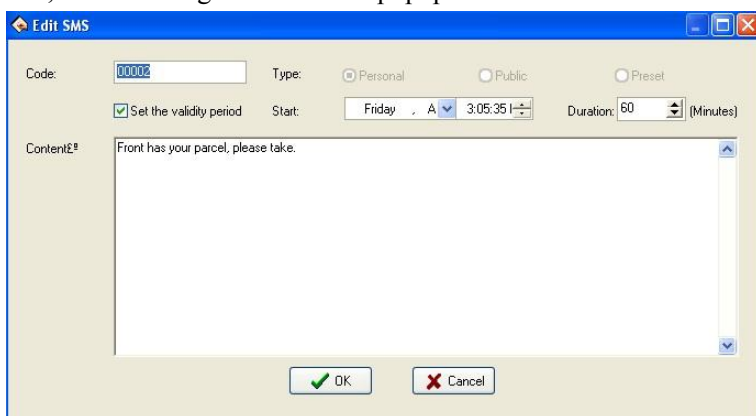 Edit SMS
Code: 00002 Type: Personal Public Preset
Set the validity period Start: Friday , A 3:05:35 Duration: 60 (Minutes)
Content£º Front has your parcel, please take.
OK Cancel